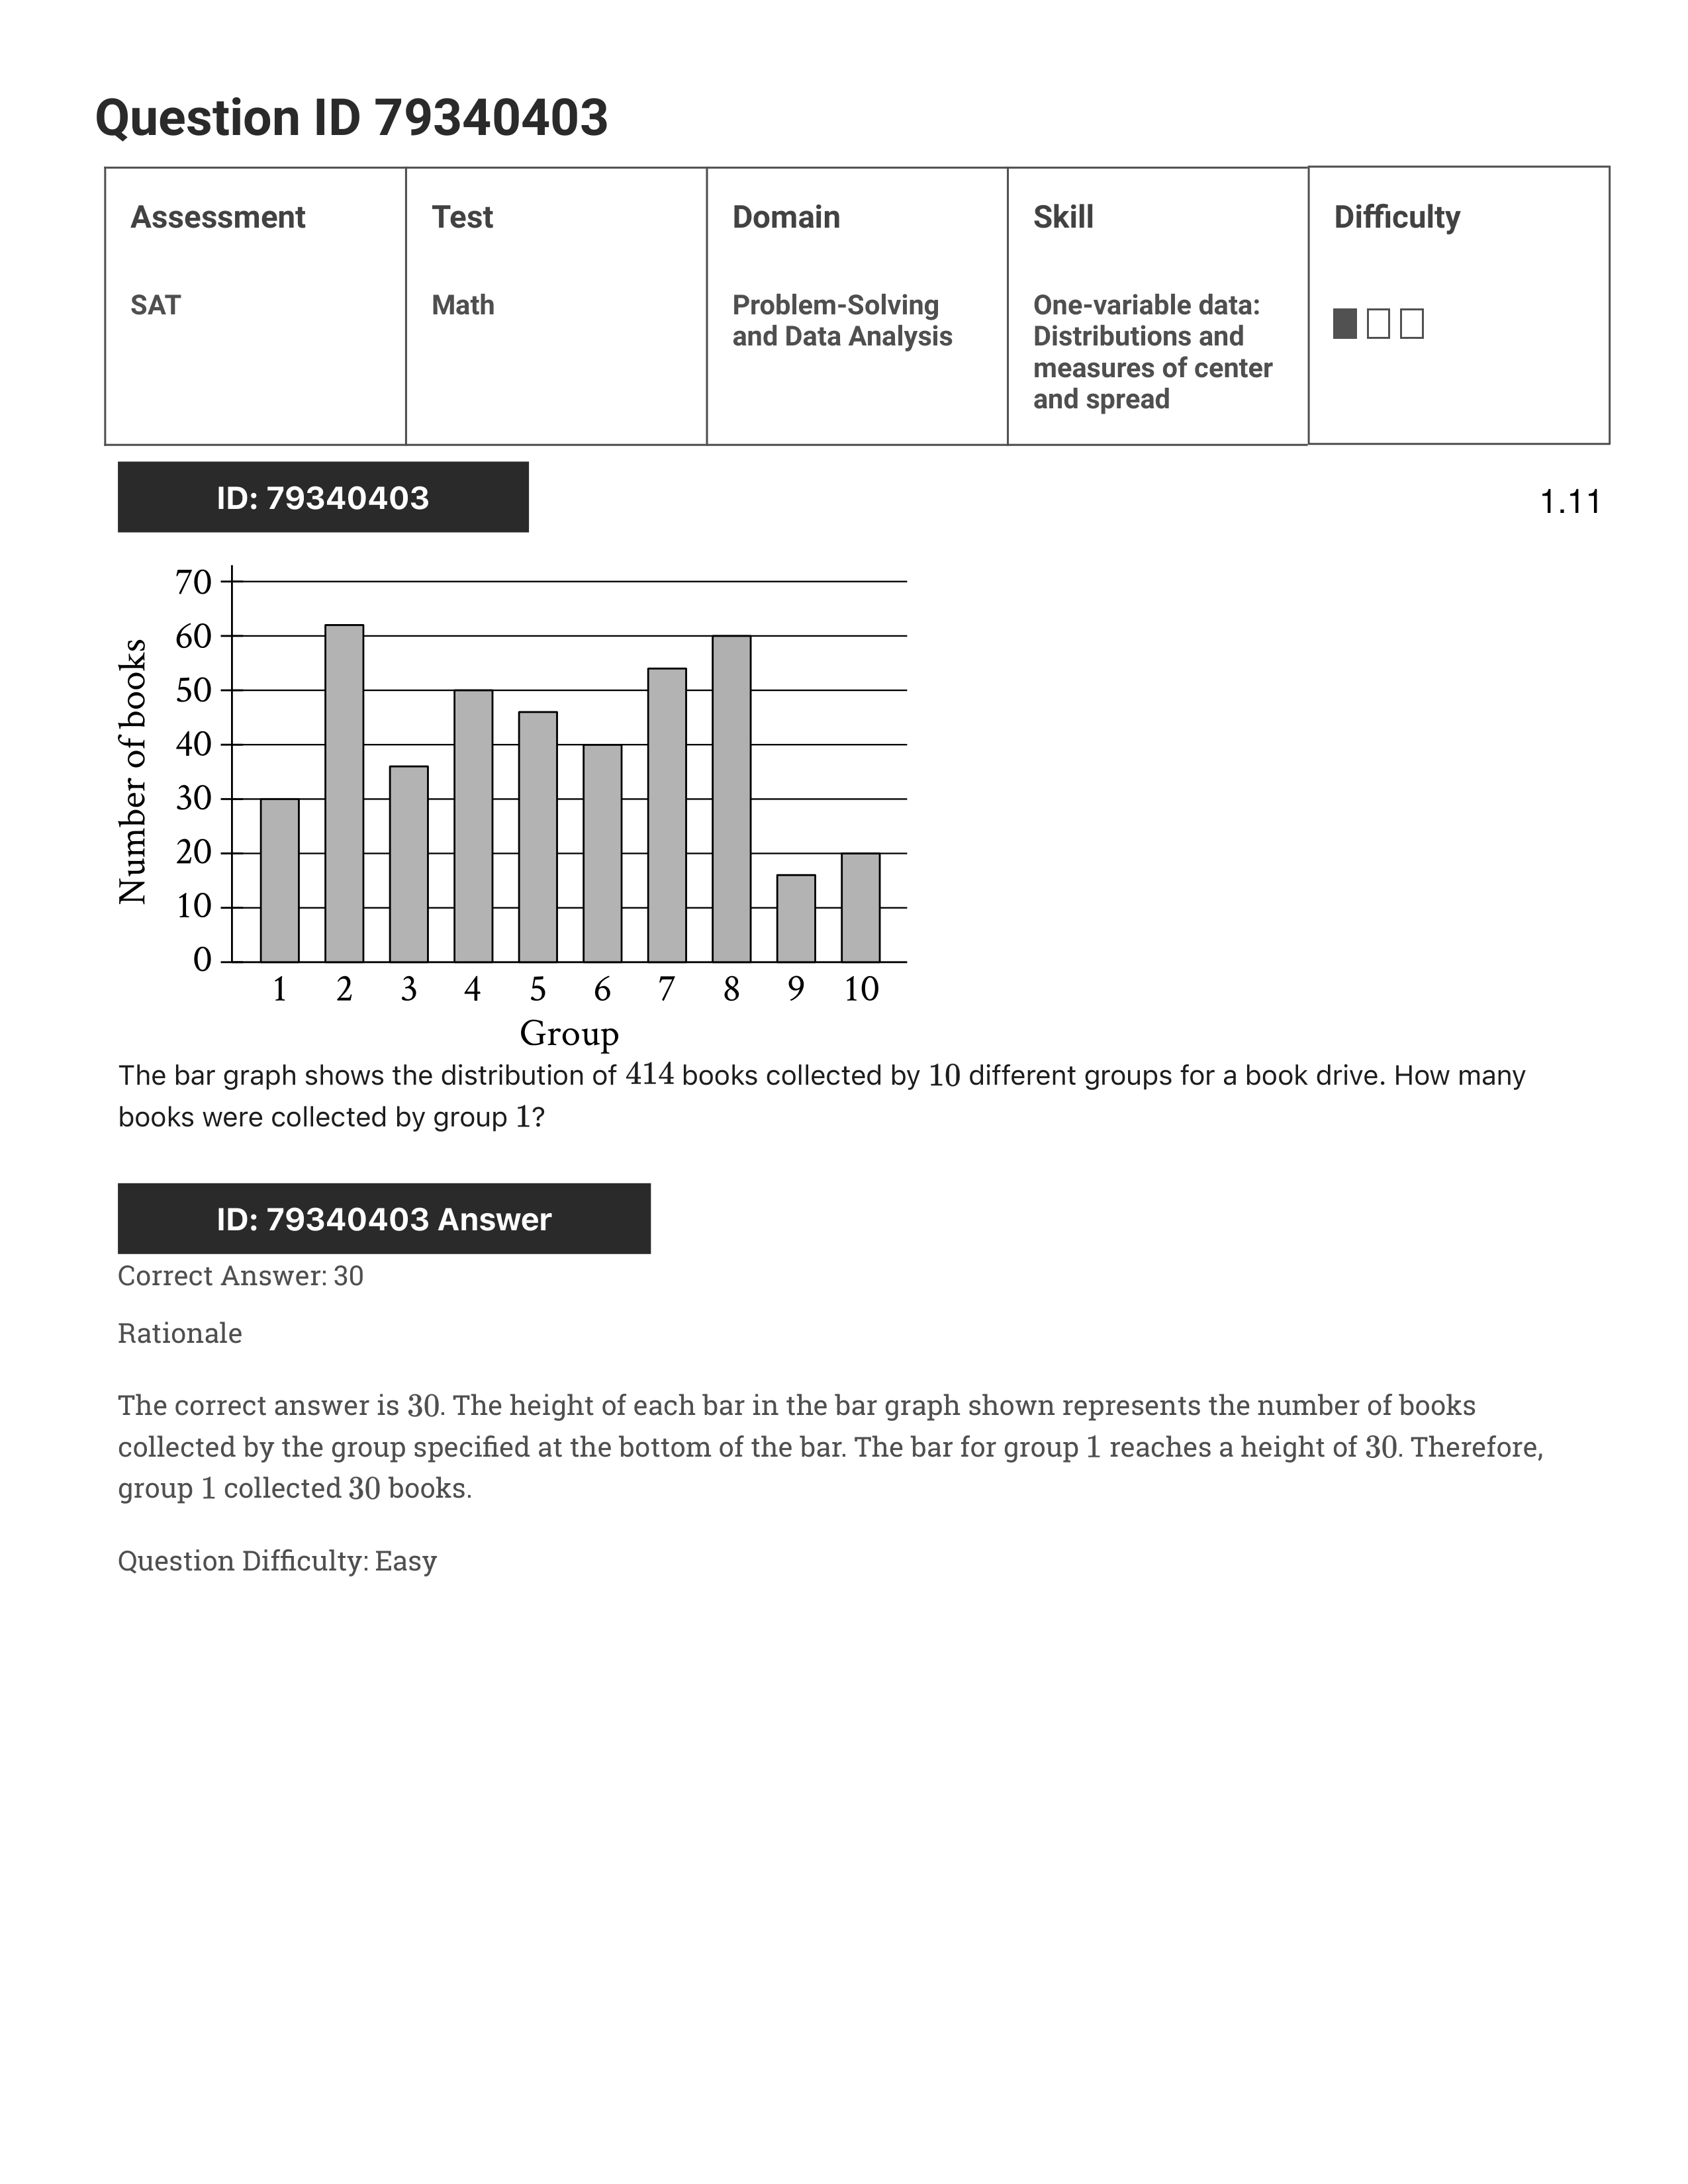 Question ID 79340403
Assessment
Test
Domain
Skill
Difficulty
SAT
Math
Problem-Solving
and Data Analysis
One-variable data:
Distributions and
measures of center
and spread
ID: 79340403
1.11
70
60
50
40
30
20
10
0
Number of books
1 2 3 4 5 6 7 8 9 10
Group
The bar graph shows the distribution of 414 books collected by 10 different groups for a book drive. How many
books were collected by group 1?
ID: 79340403 Answer
Correct Answer: 30
Rationale
The correct answer is 30. The height of each bar in the bar graph shown represents the number of books
collected by the group specified at the bottom of the bar. The bar for group 1 reaches a height of 30. Therefore,
group 1 collected 30 books.
Question Difficulty: Easy